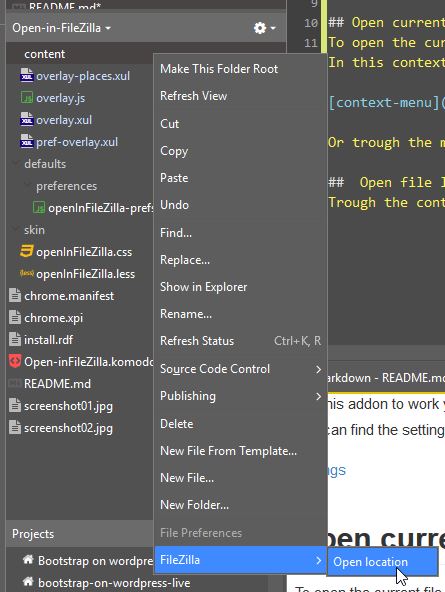 README.md*
Open-in-FileZilla
content
overlay-places.xul
overlay.js
overlay.xul
pref-overlay.xul
defaults
preferences
openInFileZilla-prefs
skin
openInFileZilla.css
openInFileZilla.less
chrome.manifest
chrome.xpi
install.rdf
Open-inFileZilla.komodo
README.md
screenshot01.jpg
screenshot02.jpg
Projects
Bootstrap on wordpre
bootstrap-on-wordpress-live
Make This Folder Root
Refresh View
Cut
Copy
Paste
Undo
Find...
Replace...
Show in Explorer
Rename...
Refresh Status Ctrl+K, R
Source Code Control
Publishing
Delete
New File From Template...
New File...
New Folder...
File Preferences
FileZilla
Open location
9
10 ## Open current
11 To open the cur
In this context
[context-menu](
Or trough the m
## Open file l
Trough the cont
arkdown - README.md
his addon to work y
can find the setting
ngs
pen curre
To open the current file